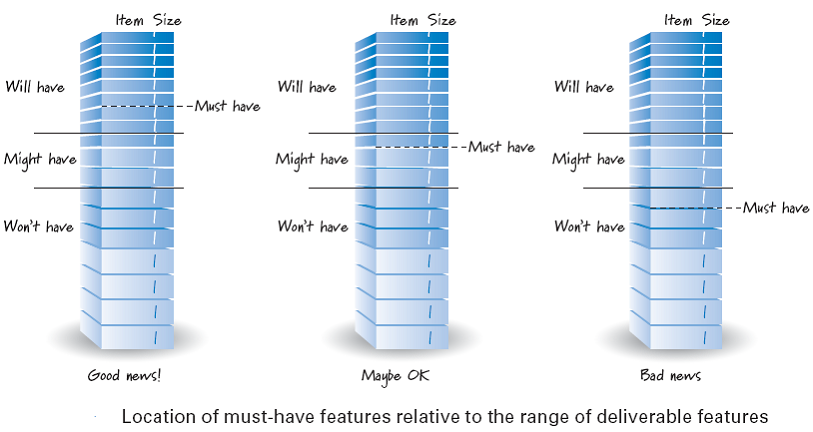 Item Size
Will have
Must have
Might have
Won't have
Good news!
Item Size
Will have
Must have
Might have
Won't have
Maybe OK
Item Size
Will have
Might have
Must have
Won't have
Bad news
Location of must-have features relative to the range of deliverable features